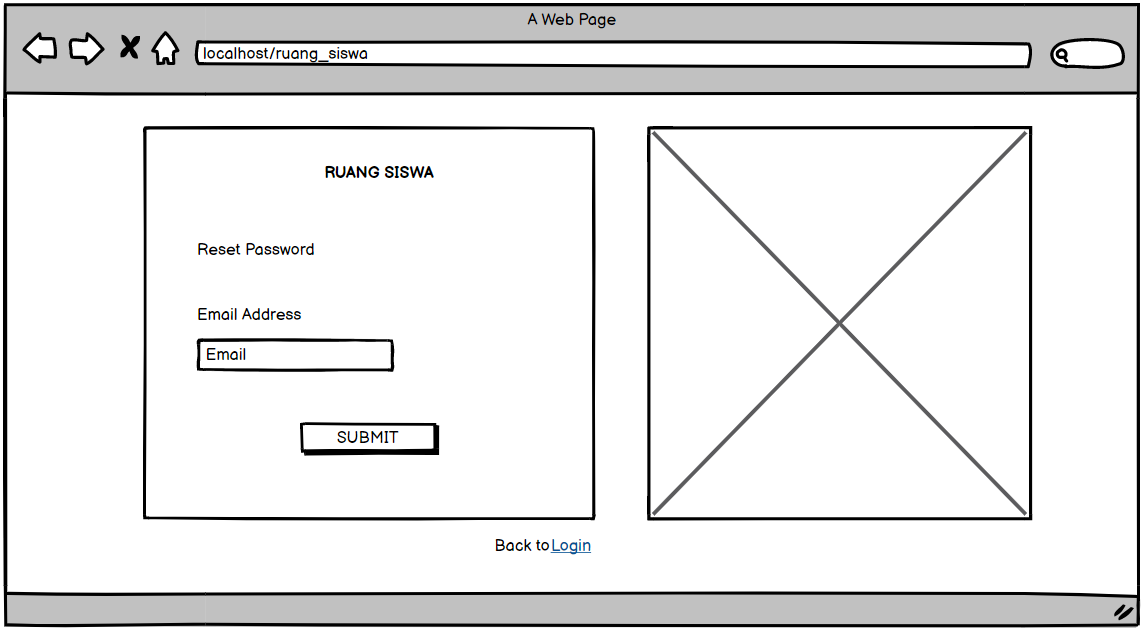 A Web Page
localhost/ruang_siswa
RUANG SISWA
Reset Password
Email Address
Email
SUBMIT
Back to Login